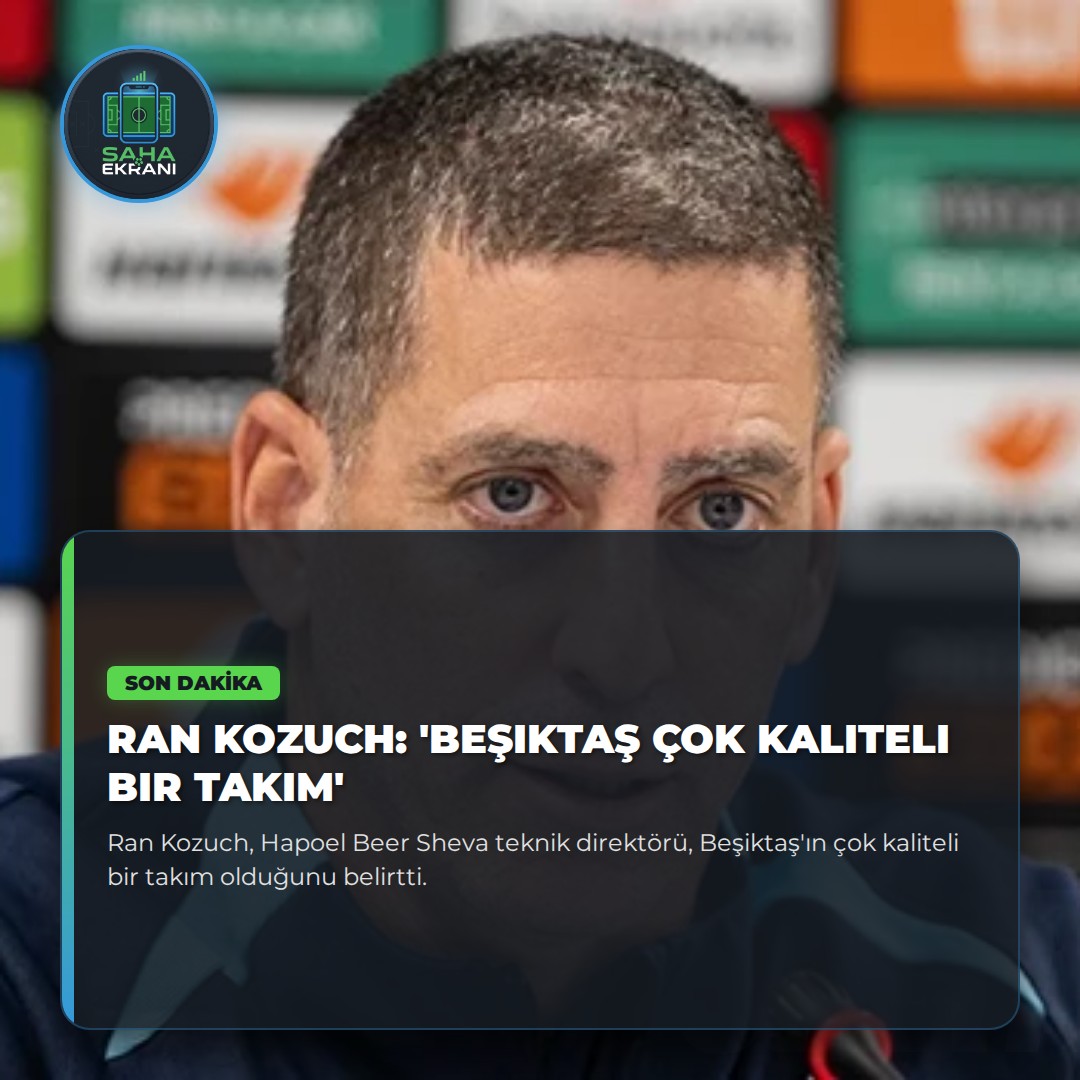 SAHA
EKRANI
SON DAKİKA
RAN KOZUCH: 'BEŞIKTAŞ ÇOK KALITELI
BIR TAKIM'
Ran Kozuch, Hapoel Beer Sheva teknik direktörü, Beşiktaş'ın çok kaliteli
bir takım olduğunu belirtti.